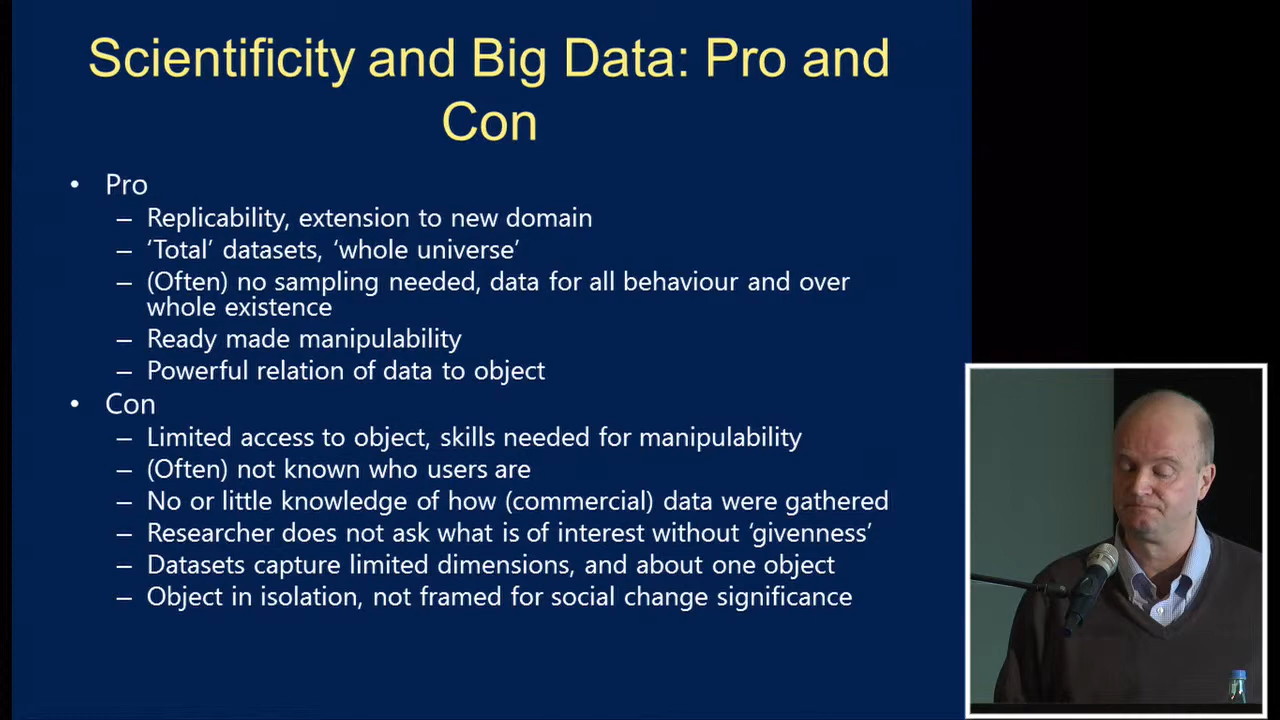 Scientificity and Big Data: Pro and
Con
• Pro
– Replicability, extension to new domain
– ‘Total’ datasets, ‘whole universe’
– (Often) no sampling needed, data for all behaviour and over
whole existence
– Ready made manipulability
– Powerful relation of data to object
• Con
– Limited access to object, skills needed for manipulability
– (Often) not known who users are
– No or little knowledge of how (commercial) data were gathered
– Researcher does not ask what is of interest without ‘givenness’
– Datasets capture limited dimensions, and about one object
– Object in isolation, not framed for social change significance